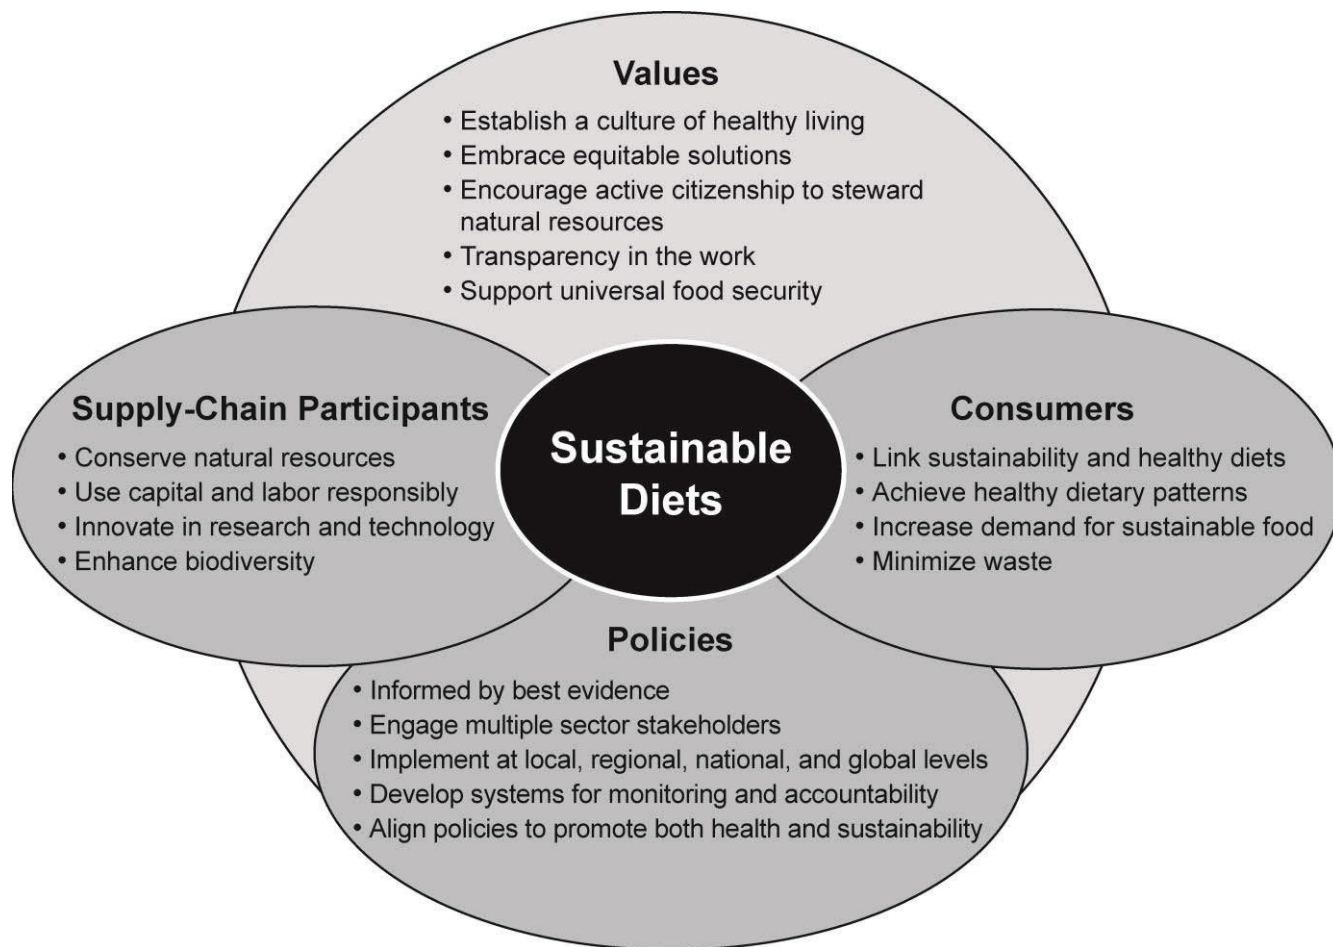 Values
• Establish a culture of healthy living
• Embrace equitable solutions
• Encourage active citizenship to steward
natural resources
• Transparency in the work
• Support universal food security
Supply-Chain Participants
• Conserve natural resources
• Use capital and labor responsibly
• Innovate in research and technology
• Enhance biodiversity
Sustainable
Diets
Consumers
• Link sustainability and healthy diets
• Achieve healthy dietary patterns
• Increase demand for sustainable food
• Minimize waste
Policies
• Informed by best evidence
• Engage multiple sector stakeholders
• Implement at local, regional, national, and global levels
• Develop systems for monitoring and accountability
• Align policies to promote both health and sustainability